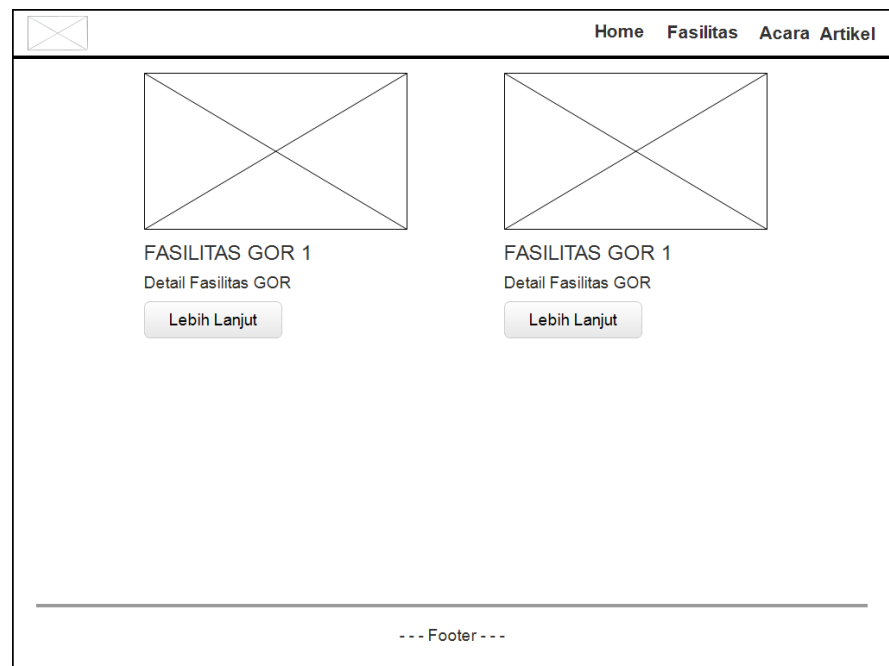 Home Fasilitas Acara Artikel
FASILITAS GOR 1
Detail Fasilitas GOR
Lebih Lanjut
FASILITAS GOR 1
Detail Fasilitas GOR
Lebih Lanjut
- - - Footer - - -